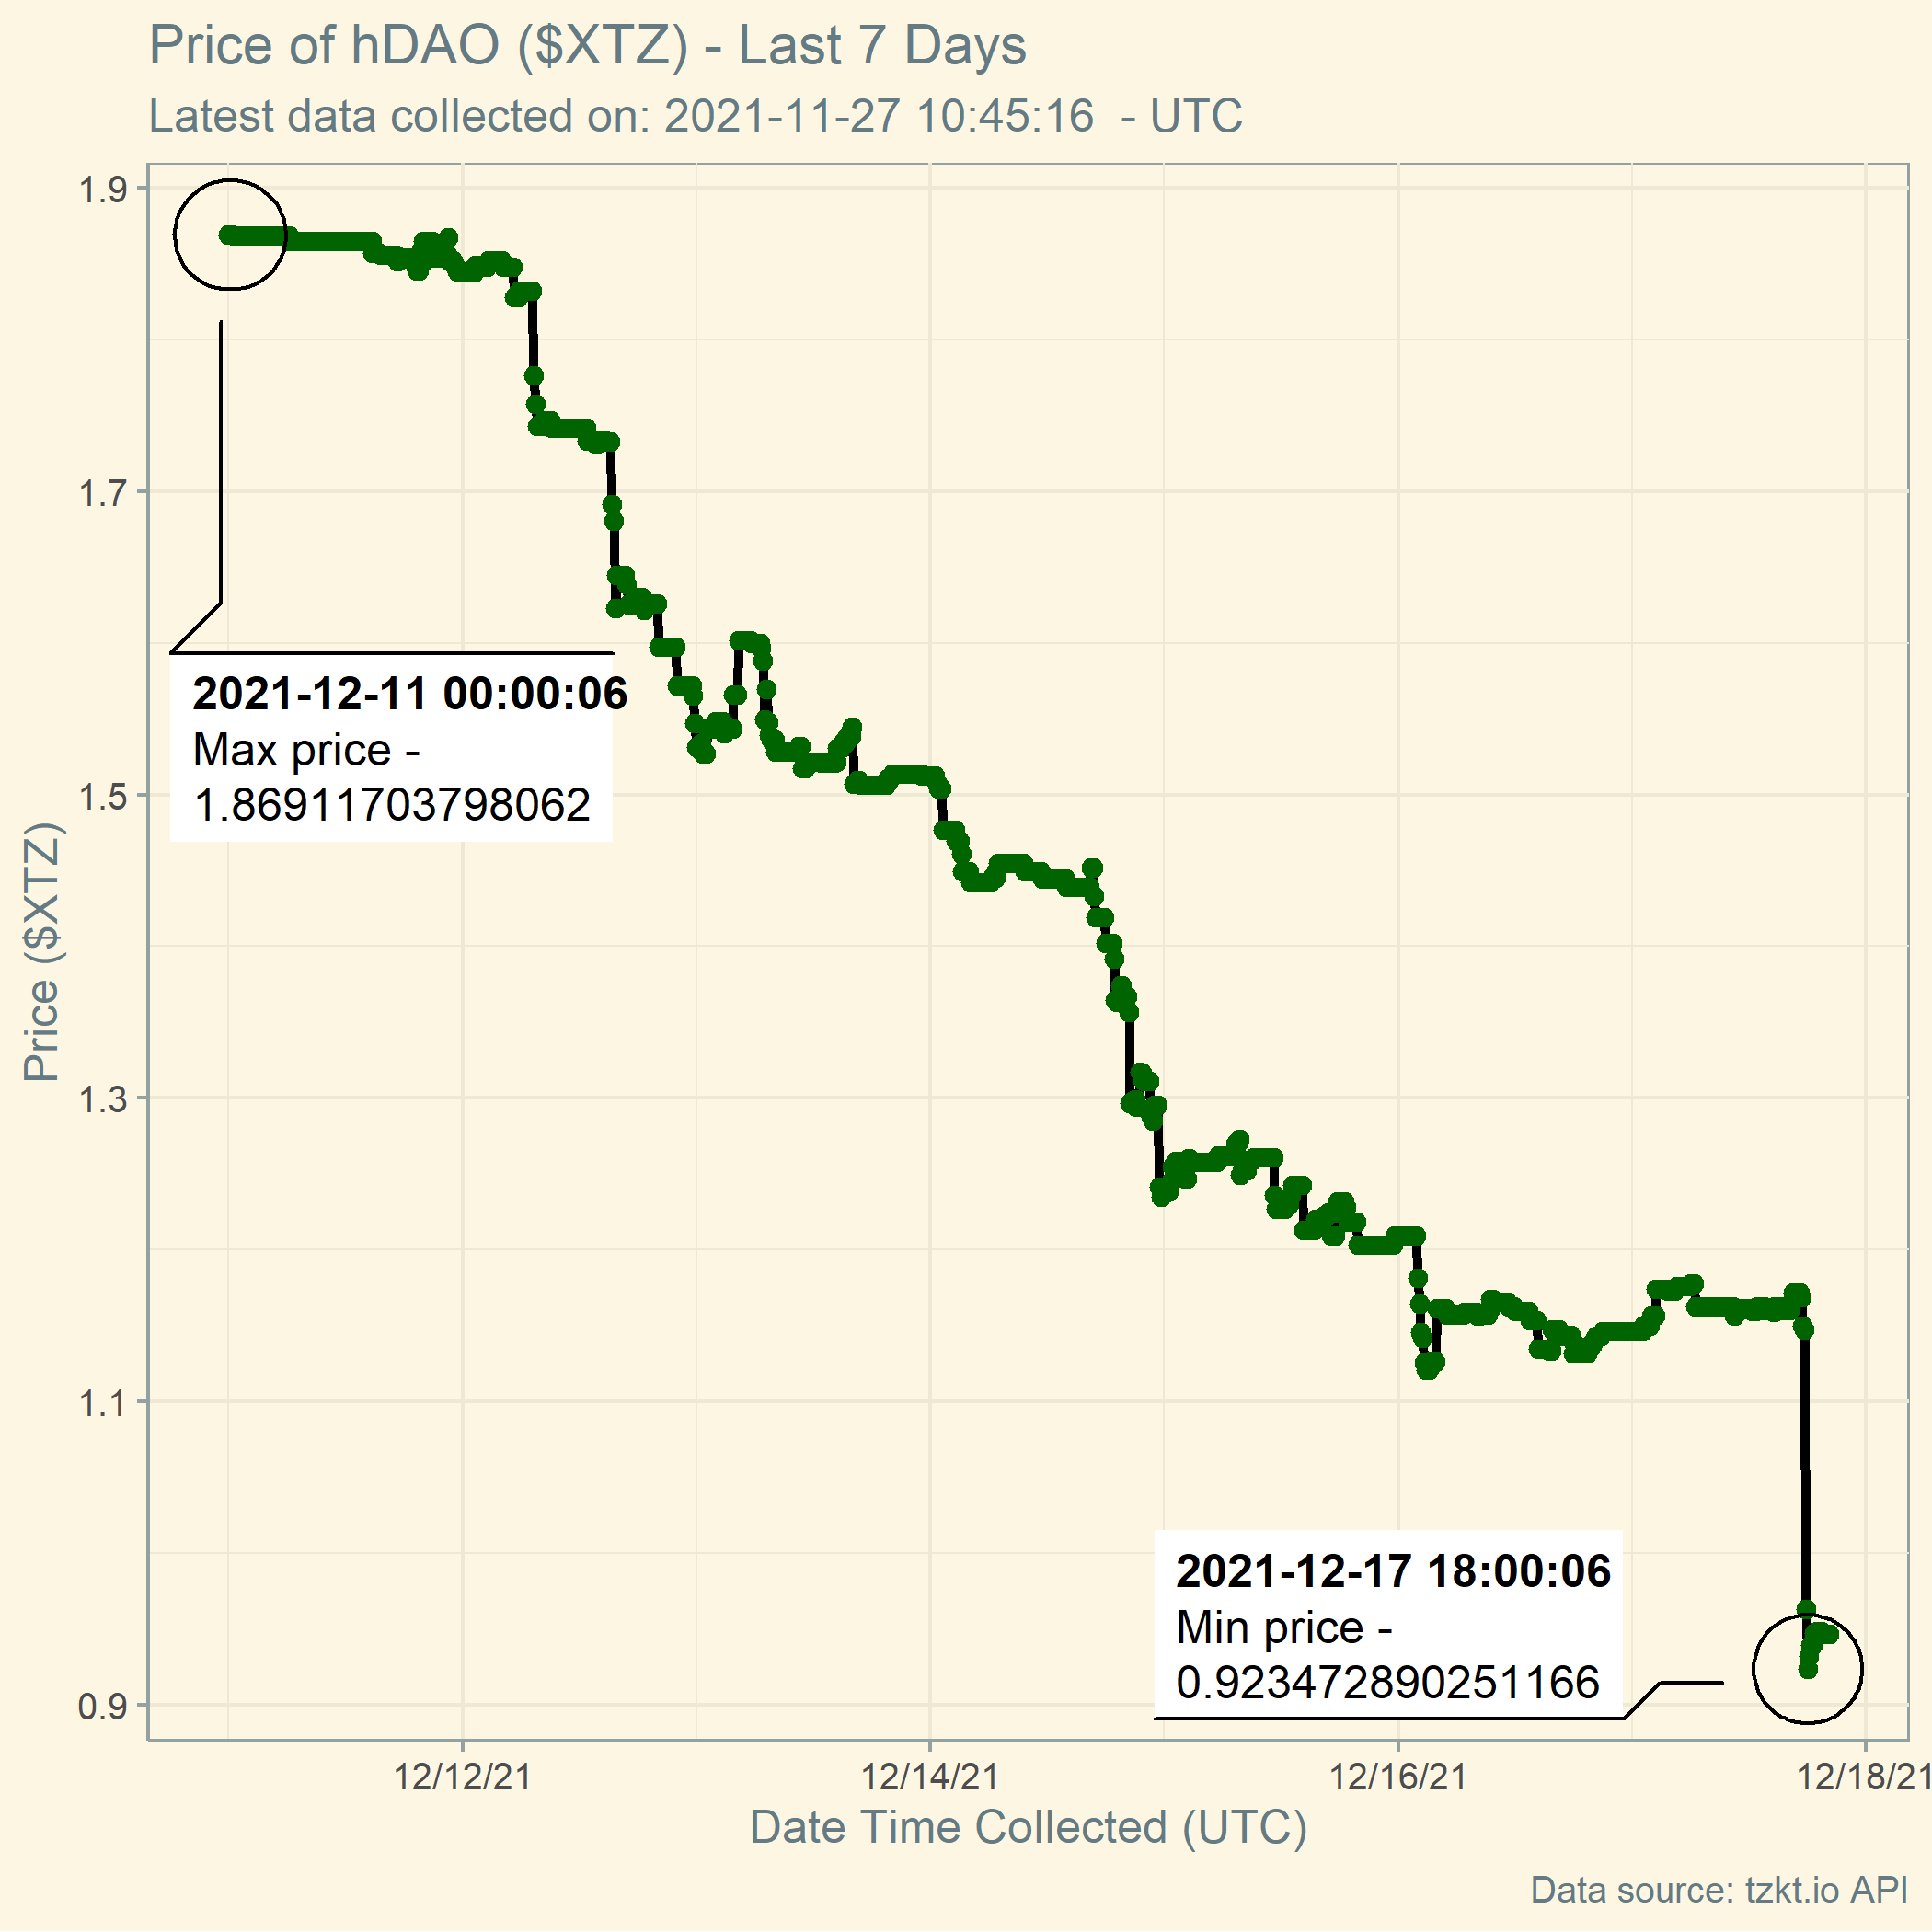 Price of hDAO ($XTZ) - Last 7 Days
Latest data collected on: 2021-11-27 10:45:16  - UTC
1.9
1.7
1.5
1.3
1.1
0.9
Price ($XTZ)
2021-12-11 00:00:06
Max price -
1.86911703798062
2021-12-17 18:00:06
Min price -
0.923472890251166
12/12/21
12/14/21
12/16/21
12/18/21
Date Time Collected (UTC)
Data source: tzkt.io API